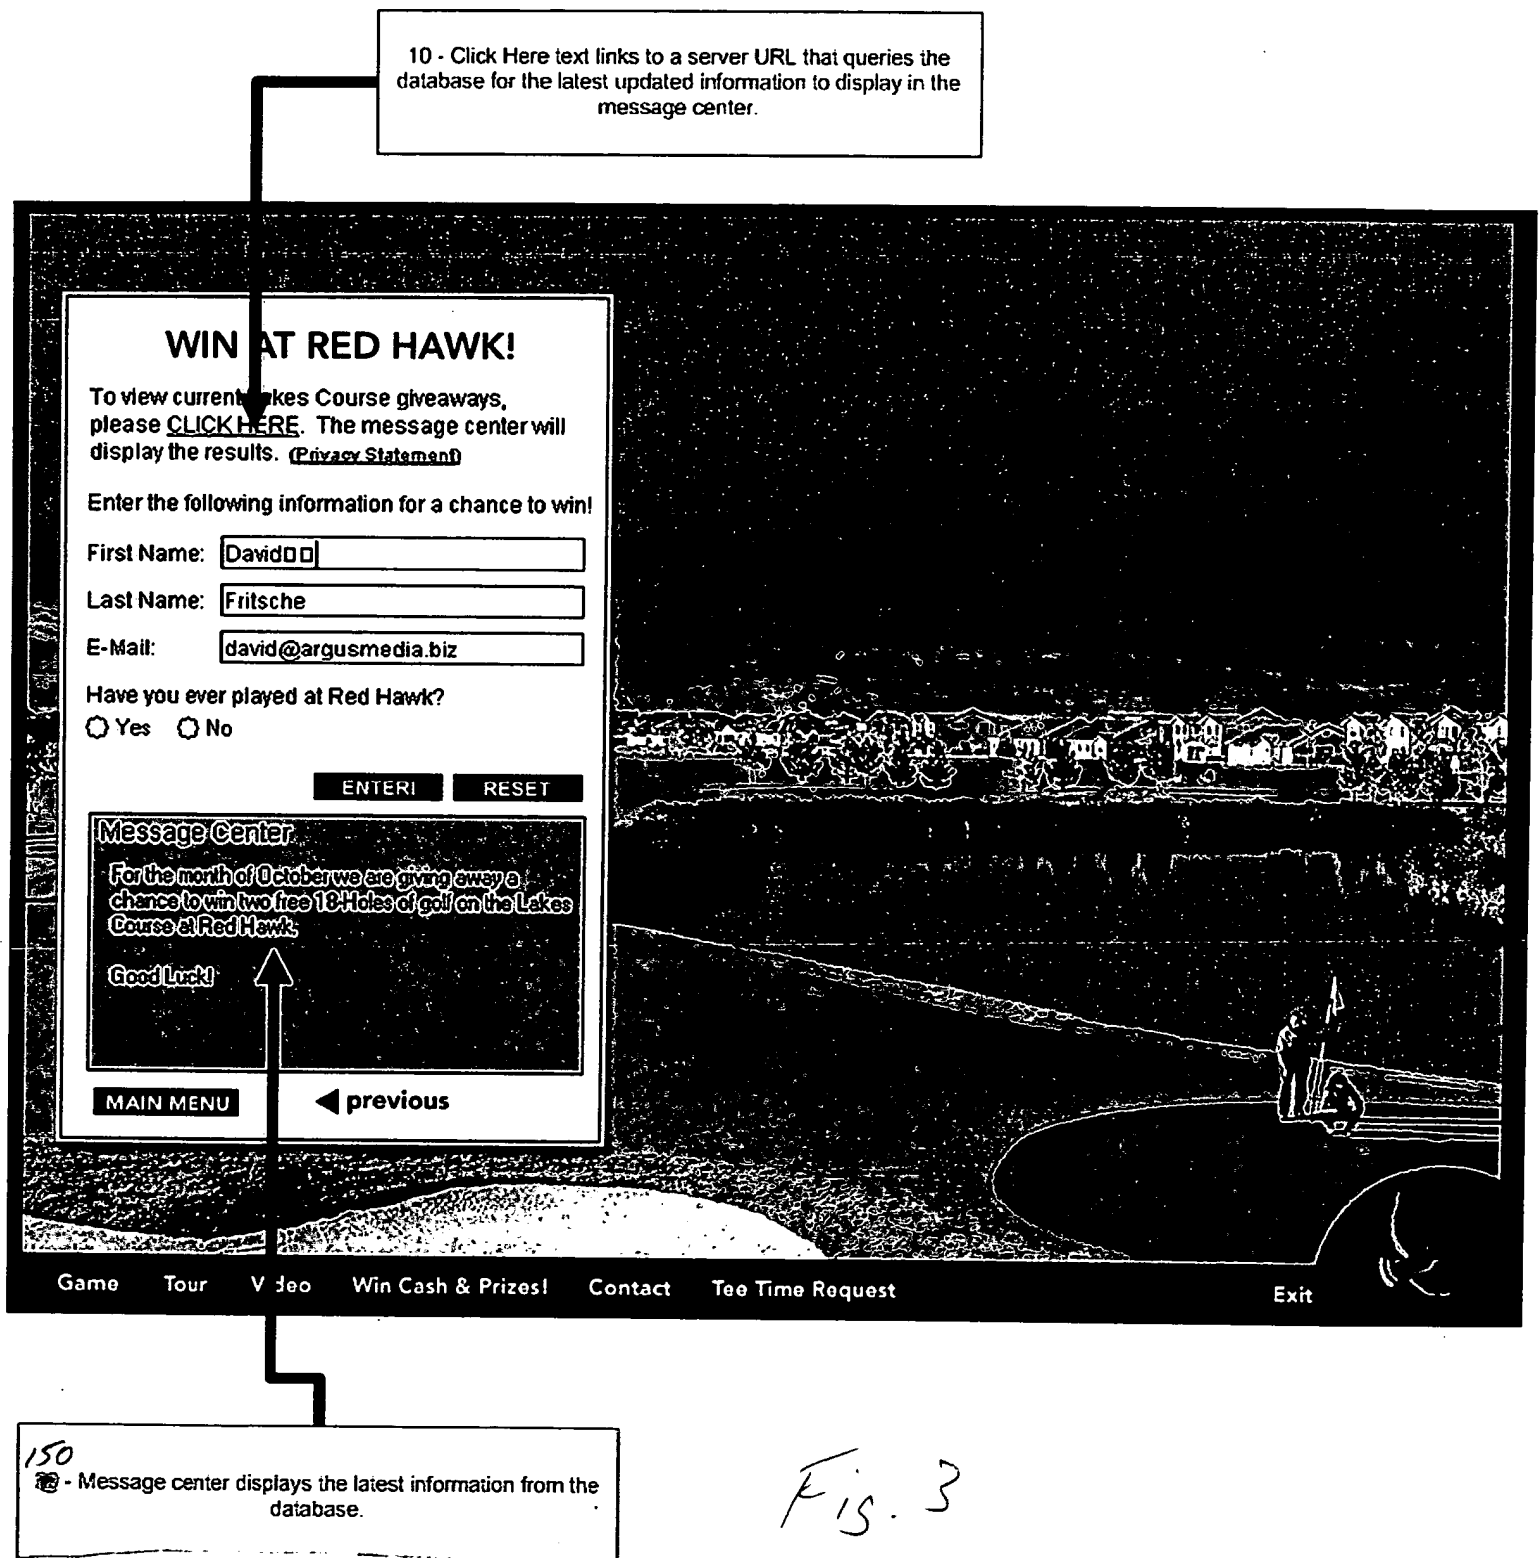 10 - Click Here text links to a server URL that queries the
database for the latest updated information to display in the
message center.
WIN AT RED HAWK!
To view current Lakes Course giveaways,
please CLICK HERE. The message center will
display the results. (Privacy Statement)
Enter the following information for a chance to win!
First Name: David
Last Name: Fritsche
E-Mail: david@argusmedia.biz
Have you ever played at Red Hawk?
Yes No
ENTER! RESET
Message Center
For the month of October we are giving away a
chance to win two free 18-Holes of golf on the Lakes
Course at Red Hawk.
Good Luck!
MAIN MENU previous
Game Tour Video Win Cash & Prizes! Contact Tee Time Request Exit
150
- Message center displays the latest information from the
database.
Fig. 3